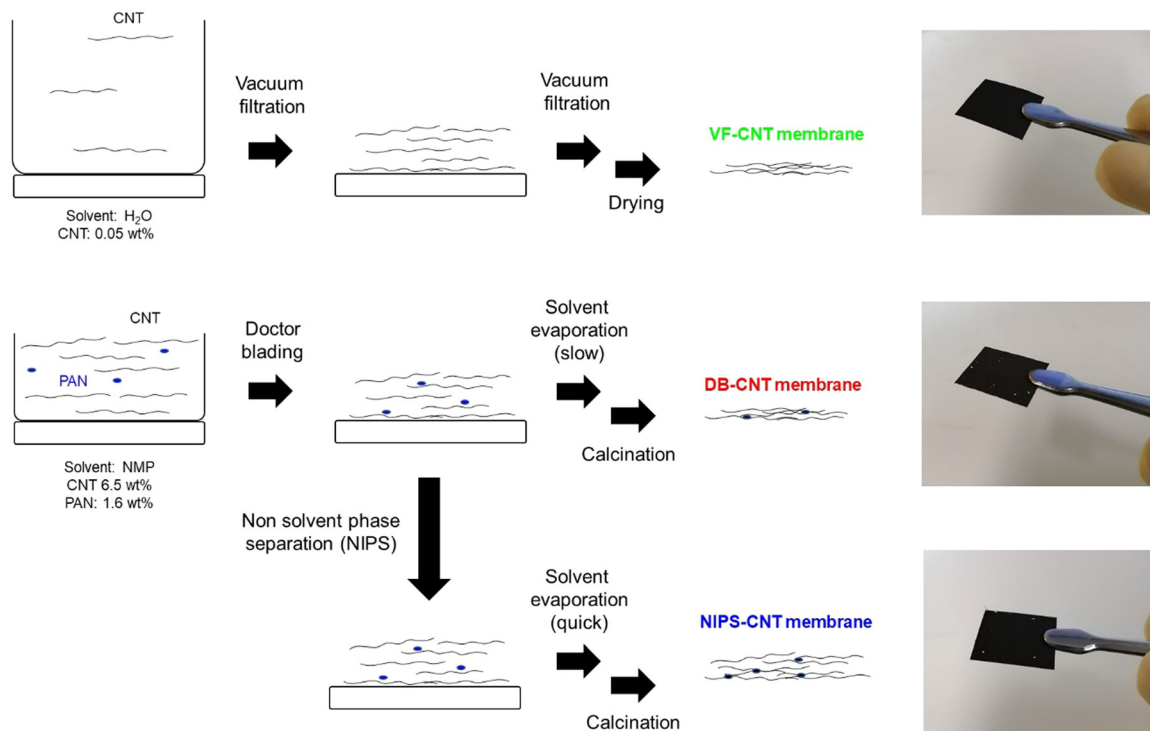 CNT
Vacuum
filtration
Vacuum
filtration
Drying
VF-CNT membrane
Solvent: H₂O
CNT: 0.05 wt%
CNT
PAN
Doctor
blading
Solvent
evaporation
(slow)
Calcination
DB-CNT membrane
Solvent: NMP
CNT 6.5 wt%
PAN: 1.6 wt%
Non solvent phase
separation (NIPS)
Solvent
evaporation
(quick)
Calcination
NIPS-CNT membrane